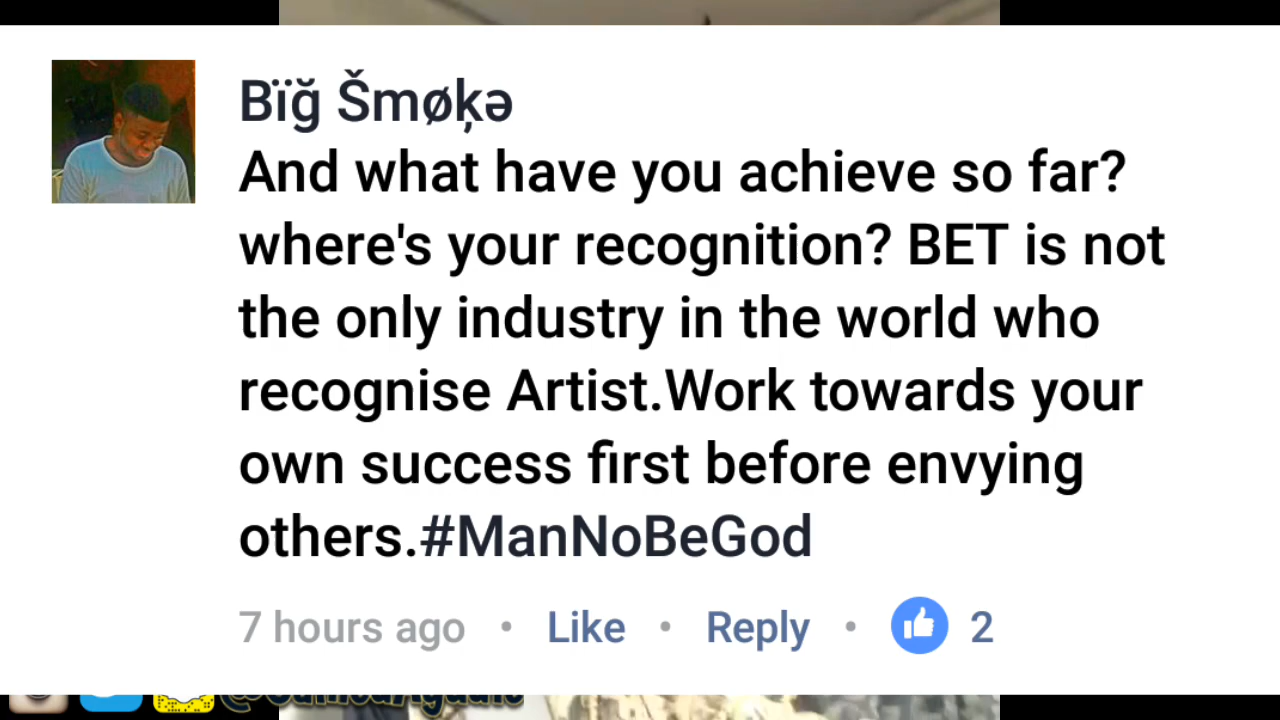 Bïğ Šmøķə
And what have you achieve so far?
where's your recognition? BET is not
the only industry in the world who
recognise Artist.Work towards your
own success first before envying
others.#ManNoBeGod
7 hours ago • Like • Reply • 2